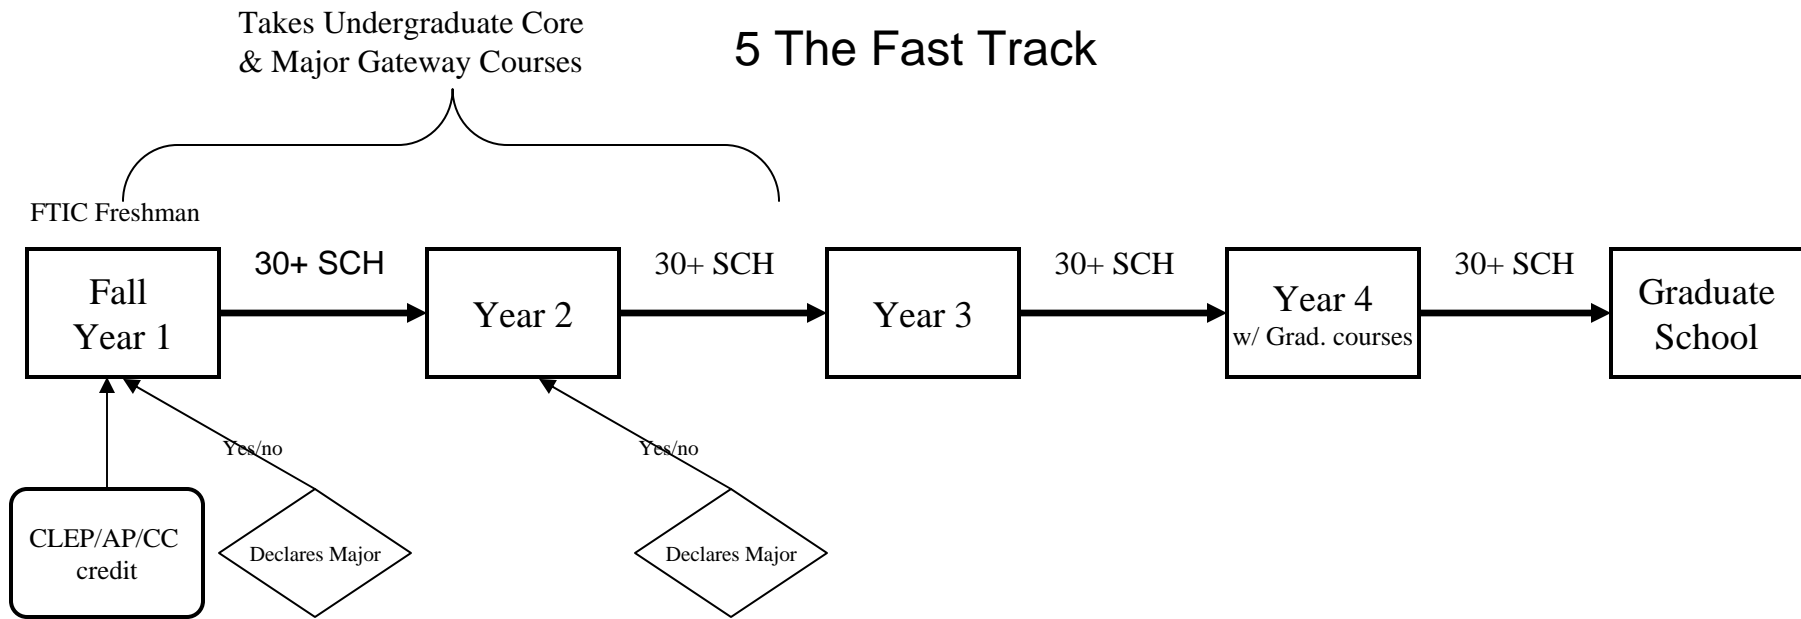 Takes Undergraduate Core
& Major Gateway Courses
5 The Fast Track
FTIC Freshman
Fall
Year 1
30+ SCH
Year 2
30+ SCH
Year 3
30+ SCH
Year 4
w/ Grad. courses
30+ SCH
Graduate
School
Yes/no
Yes/no
CLEP/AP/CC
credit
Declares Major
Declares Major